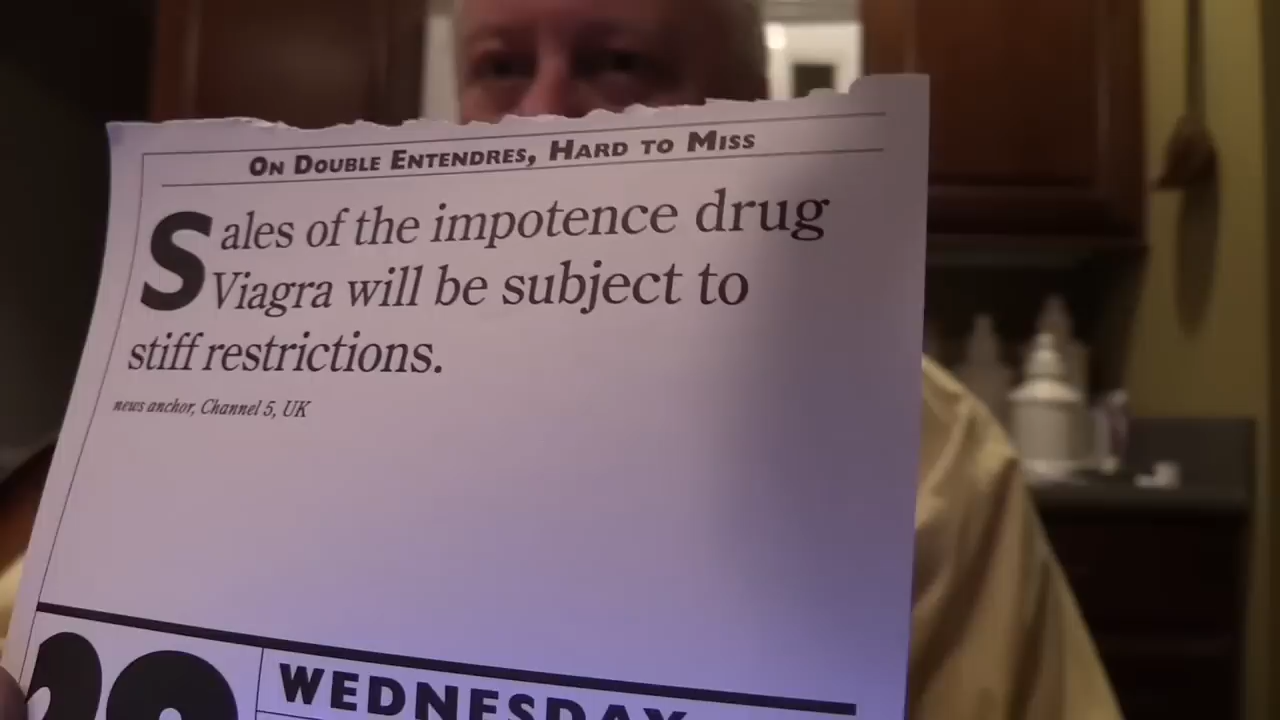 On Double Entendres, Hard to Miss
Sales of the impotence drug
Viagra will be subject to
stiff restrictions.
news anchor, Channel 5, UK
WEDNESDAY